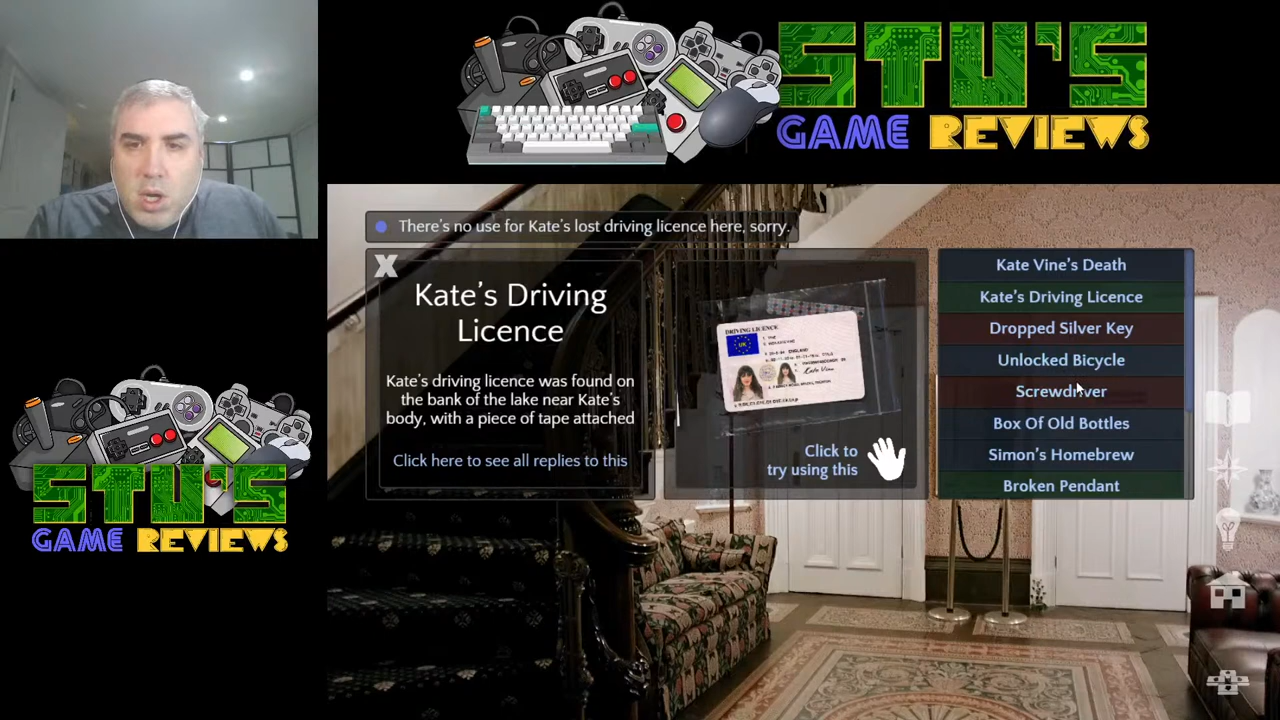 STU'S
GAME REVIEWS
There's no use for Kate's lost driving licence here, sorry.
X
Kate's Driving
Licence
Kate's driving licence was found on
the bank of the lake near Kate's
body, with a piece of tape attached
Click here to see all replies to this
DRIVING LICENCE
UK
Click to
try using this
Kate Vine's Death
Kate's Driving Licence
Dropped Silver Key
Unlocked Bicycle
Screwdriver
Box Of Old Bottles
Simon's Homebrew
Broken Pendant
STU'S
GAME REVIEWS